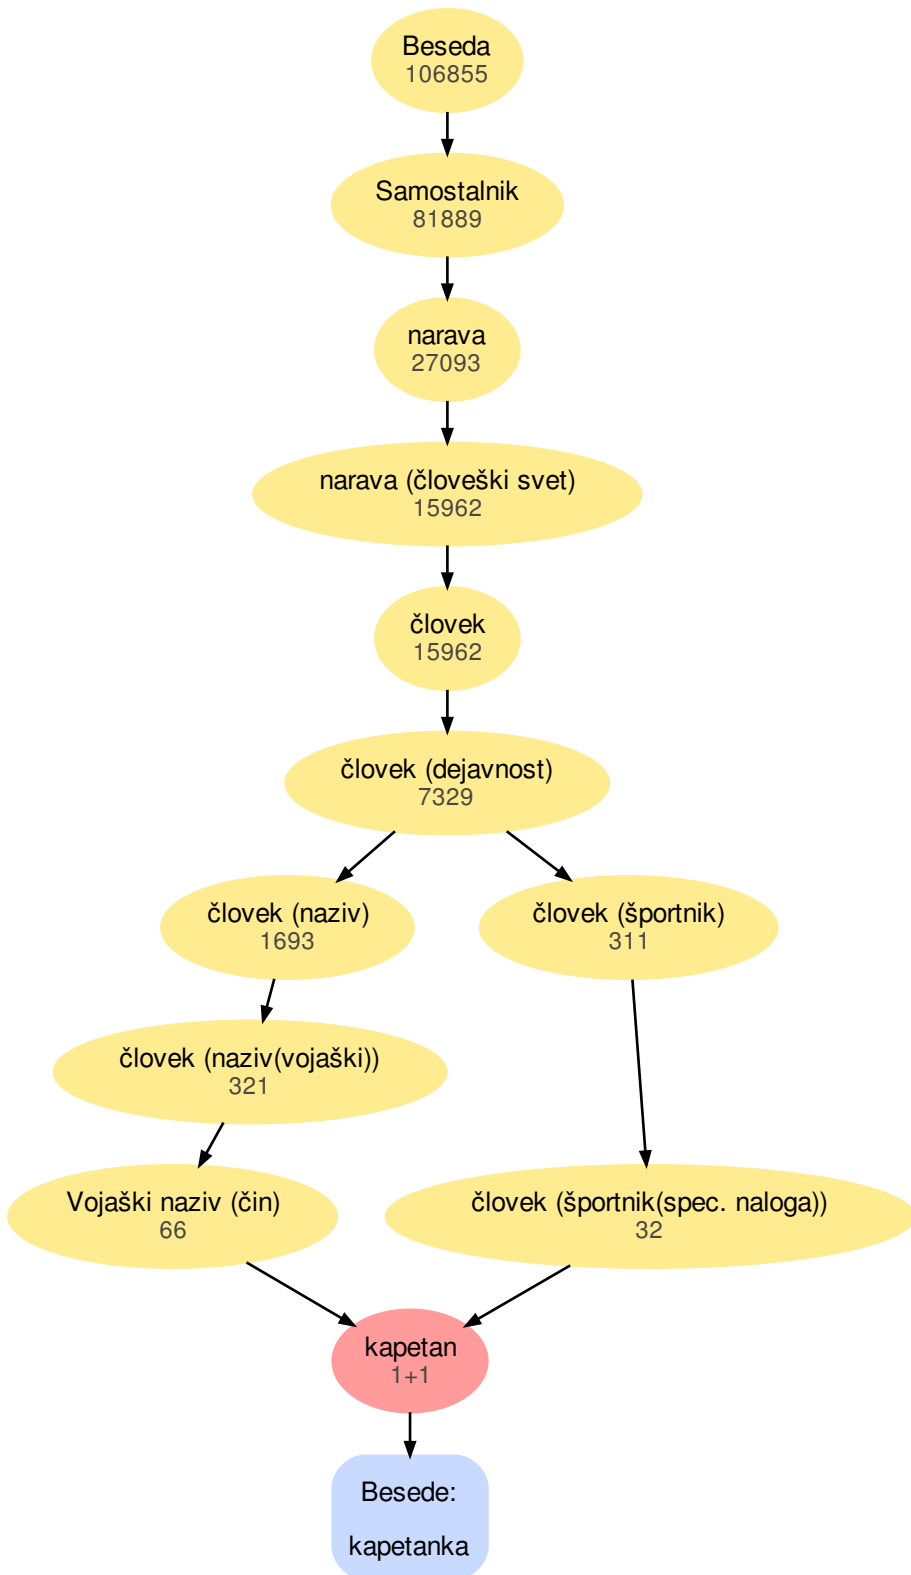 Beseda
106855
Samostalnik
81889
narava
27093
narava (človeški svet)
15962
človek
15962
človek (dejavnost)
7329
človek (naziv)
1693
človek (športnik)
311
človek (naziv(vojaški))
321
Vojaški naziv (čin)
66
človek (športnik(spec. naloga))
32
kapetan
1+1
Besede:
kapetanka